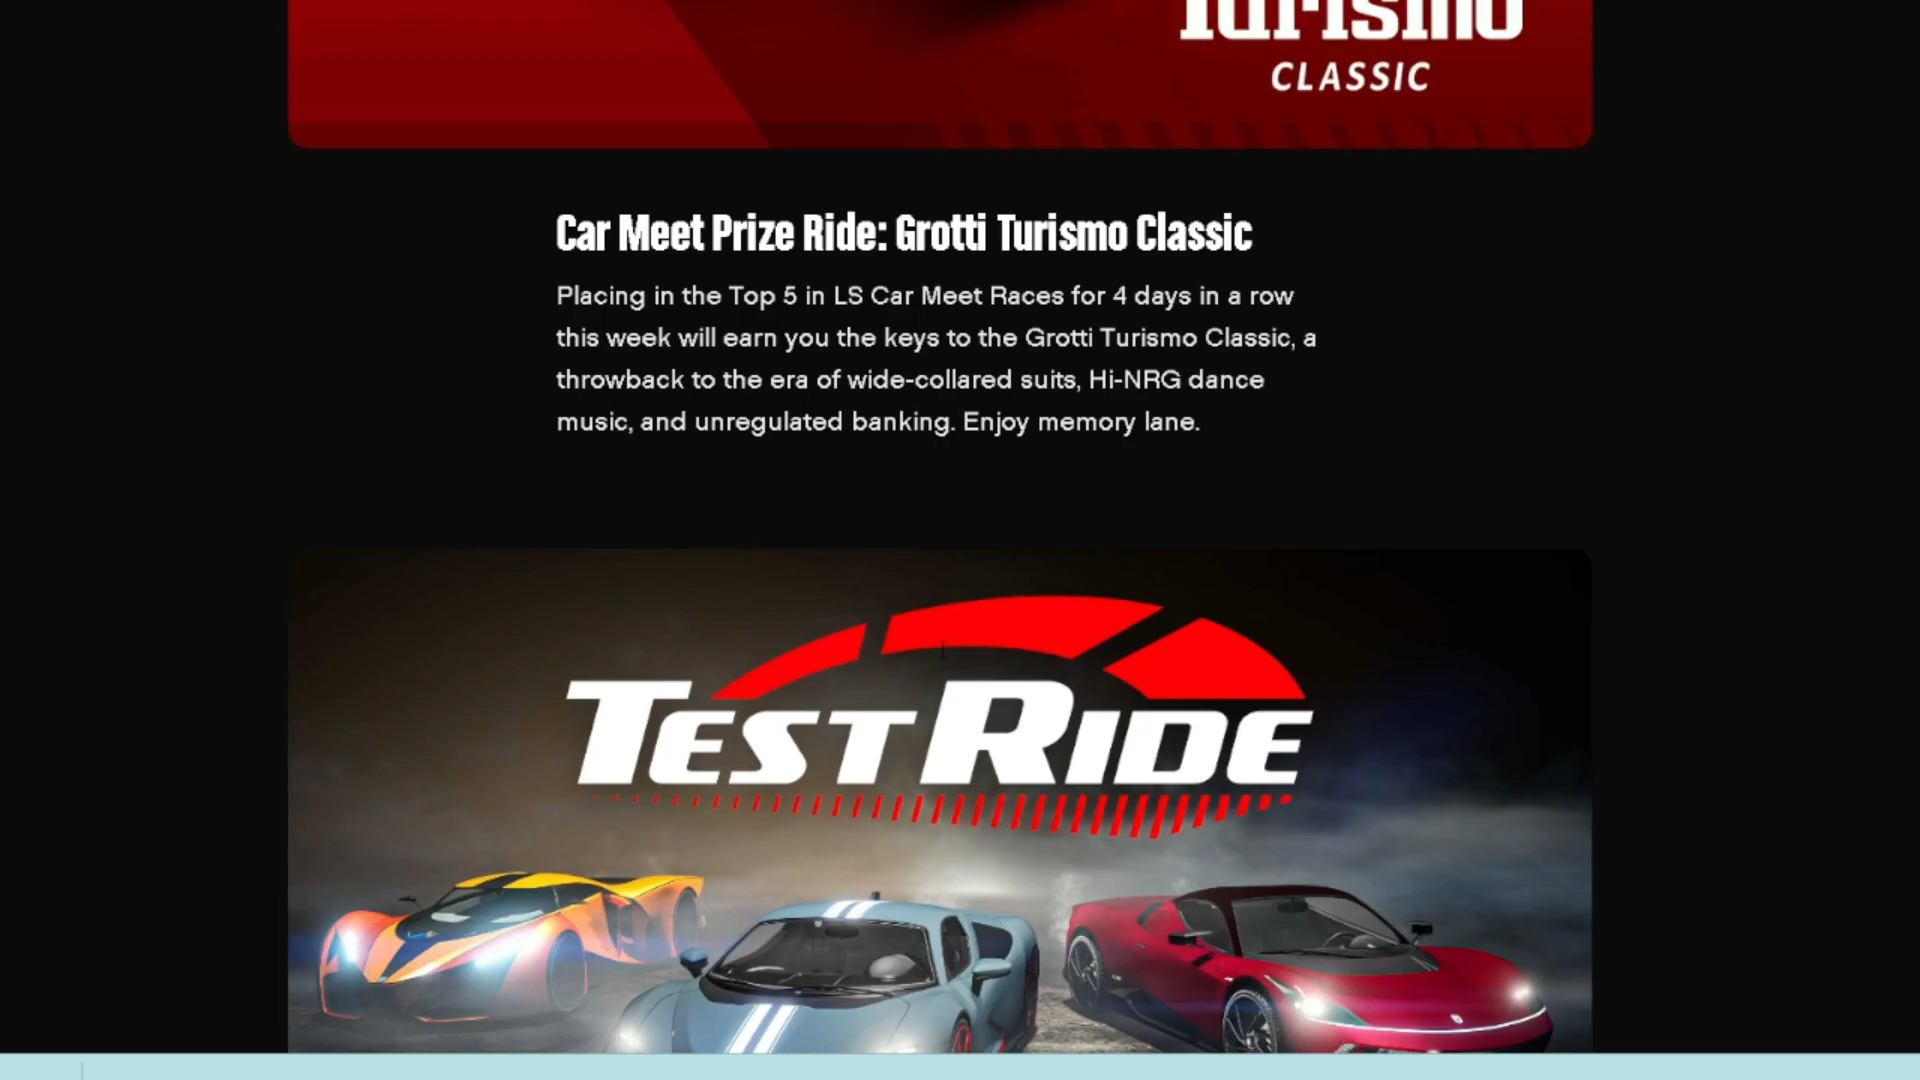 Turismo
CLASSIC
Car Meet Prize Ride: Grotti Turismo Classic
Placing in the Top 5 in LS Car Meet Races for 4 days in a row
this week will earn you the keys to the Grotti Turismo Classic, a
throwback to the era of wide-collared suits, Hi-NRG dance
music, and unregulated banking. Enjoy memory lane.
TEST RIDE